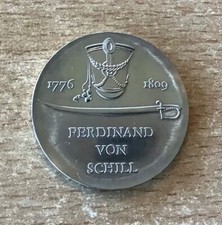 1776 1809
FERDINAND
VON
SCHILL